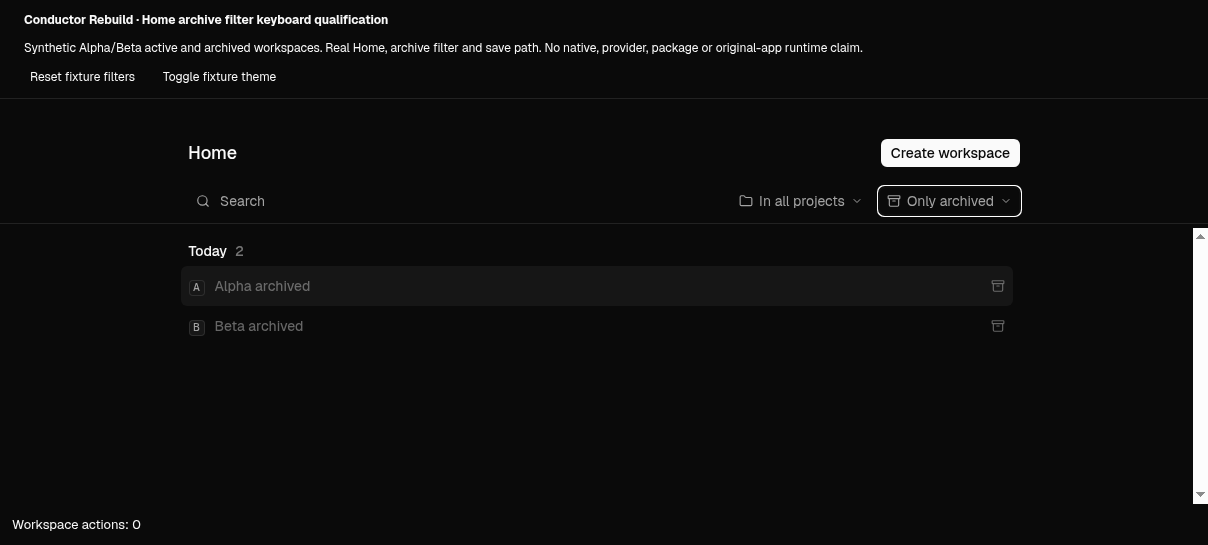 Conductor Rebuild · Home archive filter keyboard qualification
Synthetic Alpha/Beta active and archived workspaces. Real Home, archive filter and save path. No native, provider, package or original-app runtime claim.
Reset fixture filters Toggle fixture theme
Home Create workspace
Search In all projects Only archived
Today 2
A Alpha archived
B Beta archived
Workspace actions: 0